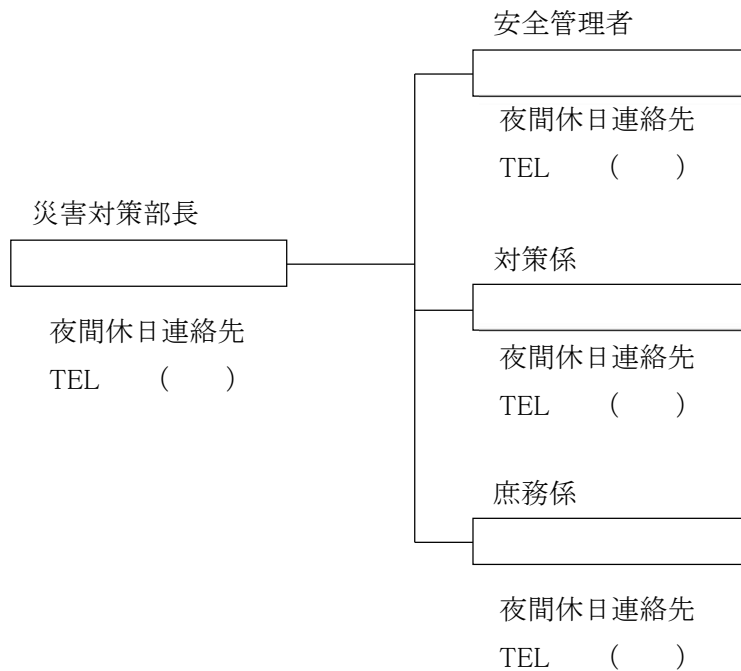 災害対策部長
夜間休日連絡先
TEL （ ）
安全管理者
夜間休日連絡先
TEL （ ）
対策係
夜間休日連絡先
TEL （ ）
庶務係
夜間休日連絡先
TEL （ ）